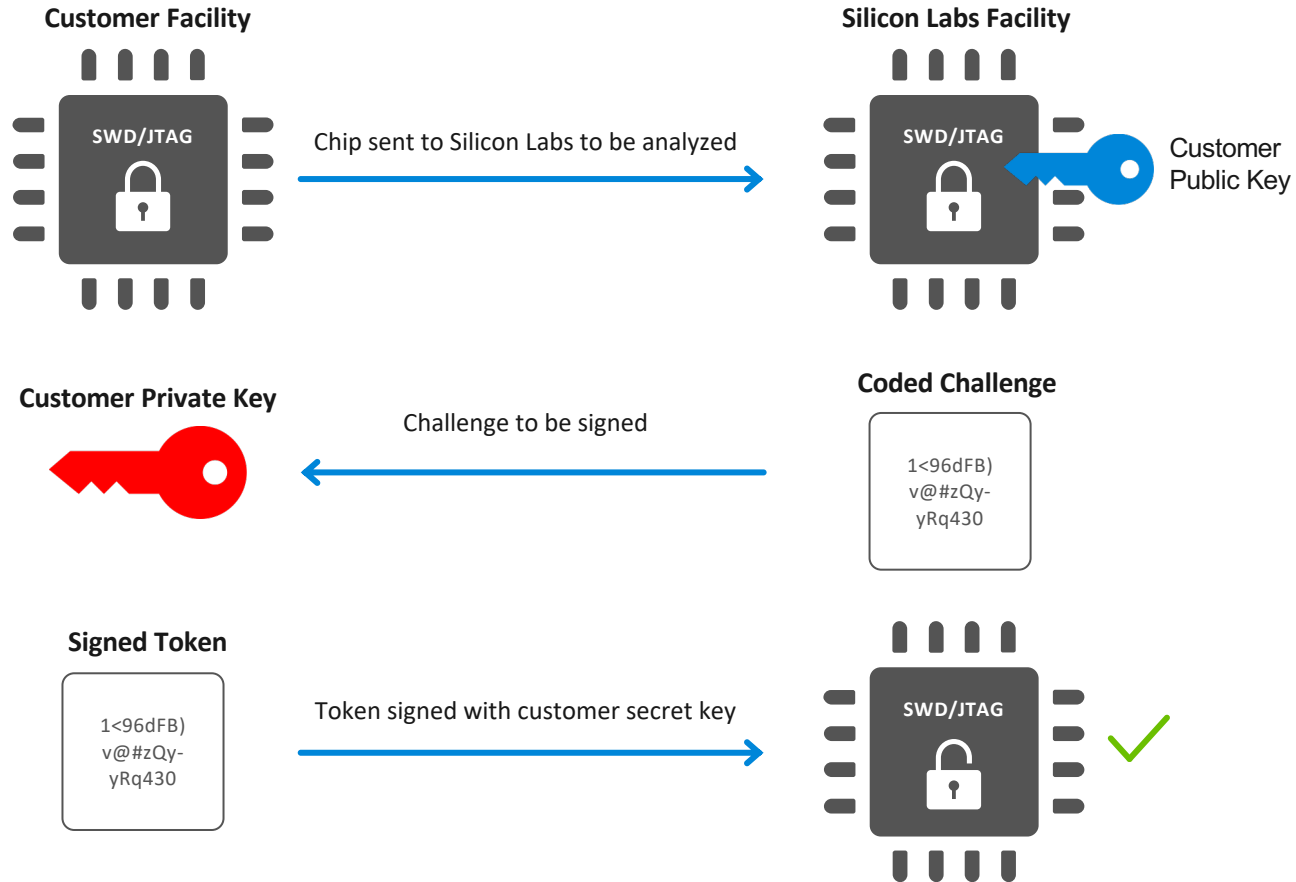 Customer Facility
Silicon Labs Facility
SWD/JTAG
Chip sent to Silicon Labs to be analyzed
SWD/JTAG
Customer
Public Key
Customer Private Key
Challenge to be signed
Coded Challenge
1<96dFB)
v@#zQy-
yRq430
Signed Token
1<96dFB)
v@#zQy-
yRq430
Token signed with customer secret key
SWD/JTAG